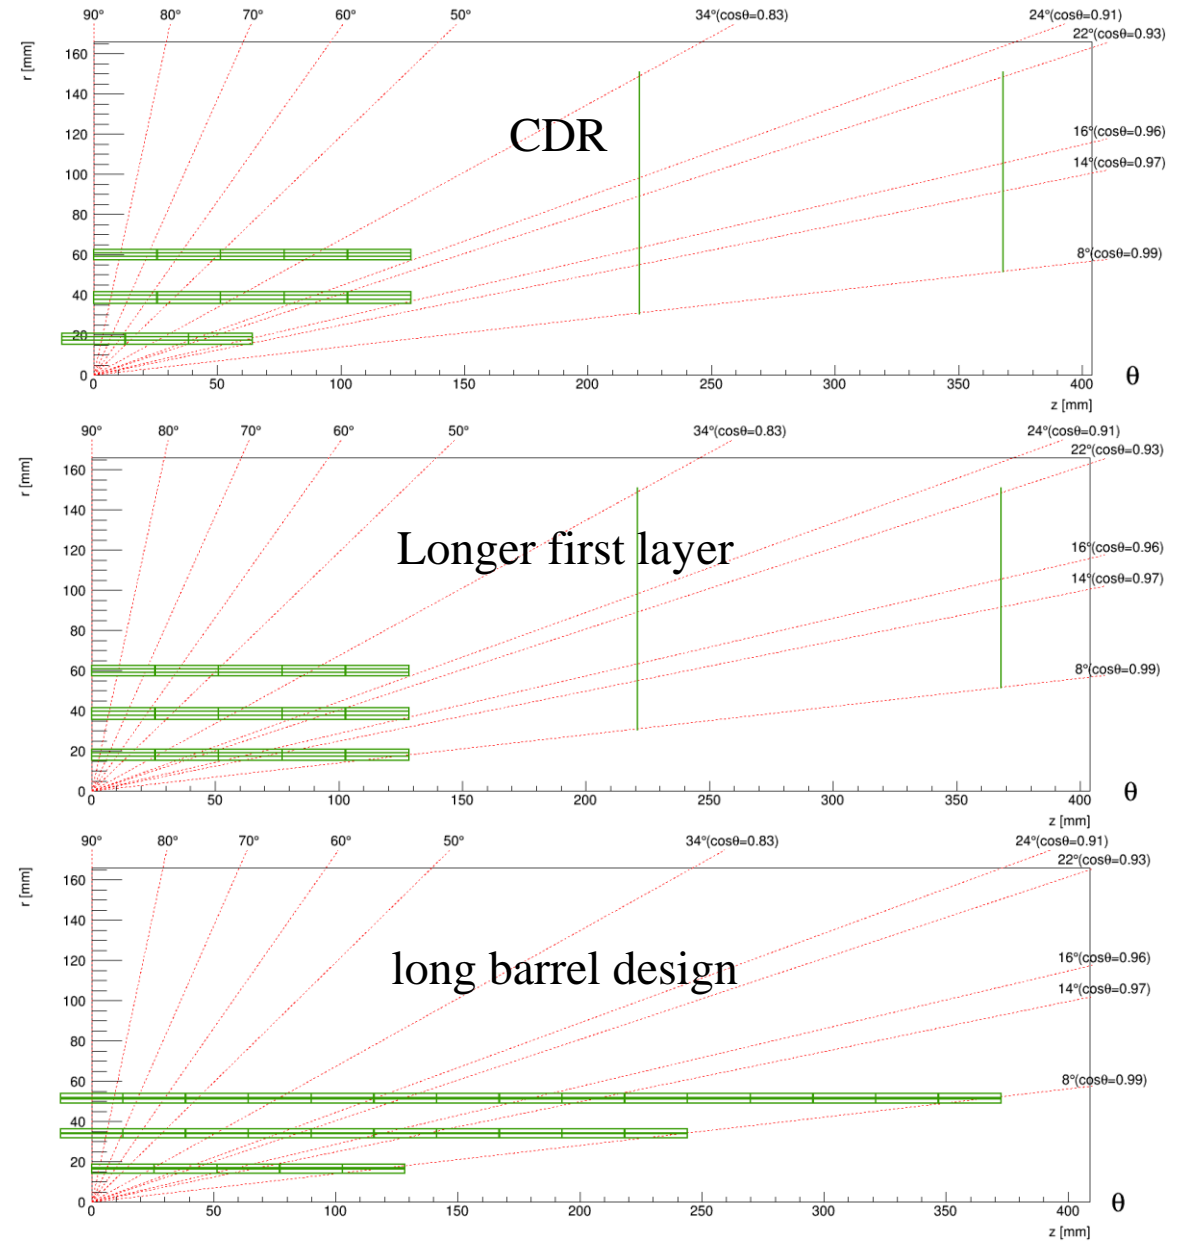 90° 80° 70° 60° 50° 34°(cosθ=0.83) 24°(cosθ=0.91)
22°(cosθ=0.93)
r [mm]
160
140
CDR
120
16°(cosθ=0.96)
100
14°(cosθ=0.97)
80
60
8°(cosθ=0.99)
40
20
0
0 50 100 150 200 250 300 350 400 θ
z [mm]
90° 80° 70° 60° 50° 34°(cosθ=0.83) 24°(cosθ=0.91)
22°(cosθ=0.93)
r [mm]
160
140
Longer first layer
120
16°(cosθ=0.96)
100
14°(cosθ=0.97)
80
60
8°(cosθ=0.99)
40
20
0
0 50 100 150 200 250 300 350 400 θ
z [mm]
90° 80° 70° 60° 50° 34°(cosθ=0.83) 24°(cosθ=0.91)
22°(cosθ=0.93)
r [mm]
160
140
long barrel design
120
16°(cosθ=0.96)
100
14°(cosθ=0.97)
80
60
8°(cosθ=0.99)
40
20
0
0 50 100 150 200 250 300 350 400 θ
z [mm]